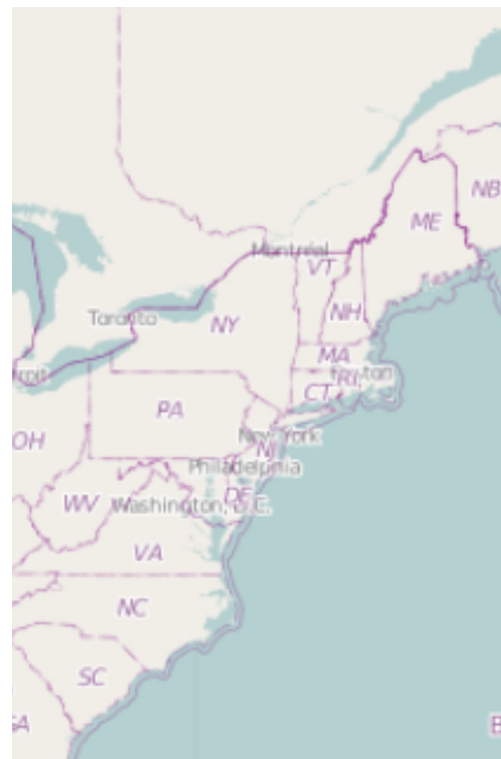 NB
ME
Montréal
VT
NH
Toronto
NY
MA
RI
CT
PA
OH
New York
NJ
Philadelphia
DE
WV
Washington, D.C.
VA
NC
SC